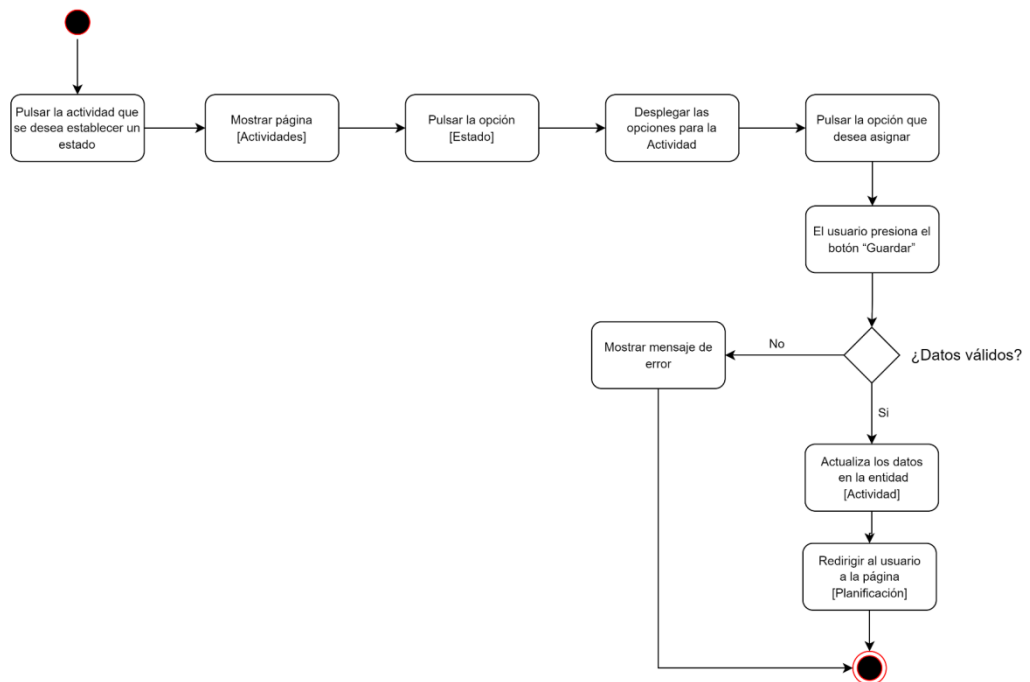 Pulsar la actividad que
se desea establecer un
estado
Mostrar página
[Actividades]
Pulsar la opción
[Estado]
Desplegar las
opciones para la
Actividad
Pulsar la opción que
desea asignar
El usuario presiona el
botón “Guardar”
¿Datos válidos?
No
Mostrar mensaje de
error
Si
Actualiza los datos
en la entidad
[Actividad]
Redirigir al usuario
a la página
[Planificación]